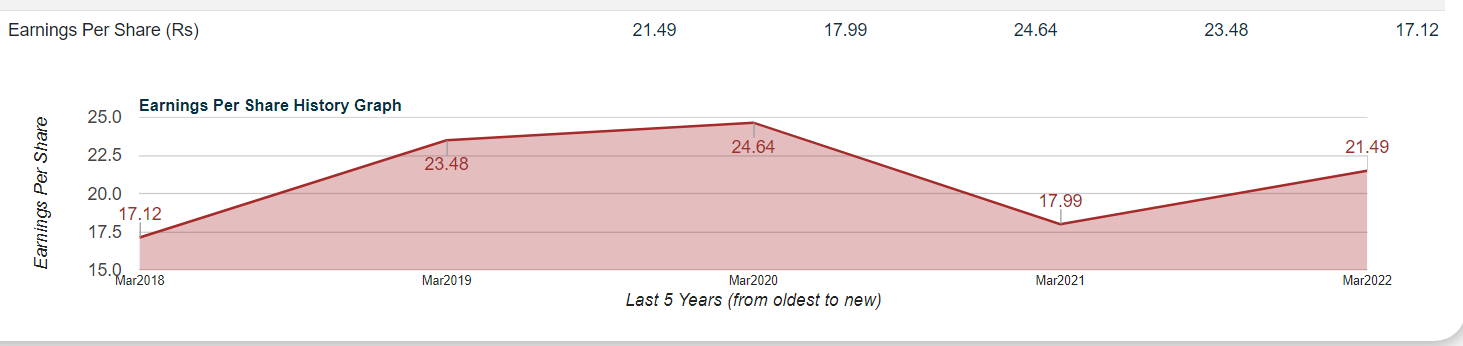 Earnings Per Share (Rs) 21.49 17.99 24.64 23.48 17.12
Earnings Per Share History Graph
Earnings Per Share
25.0
22.5
20.0
17.5
15.0
17.12
23.48
24.64
17.99
21.49
Mar2018 Mar2019 Mar2020 Mar2021 Mar2022
Last 5 Years (from oldest to new)